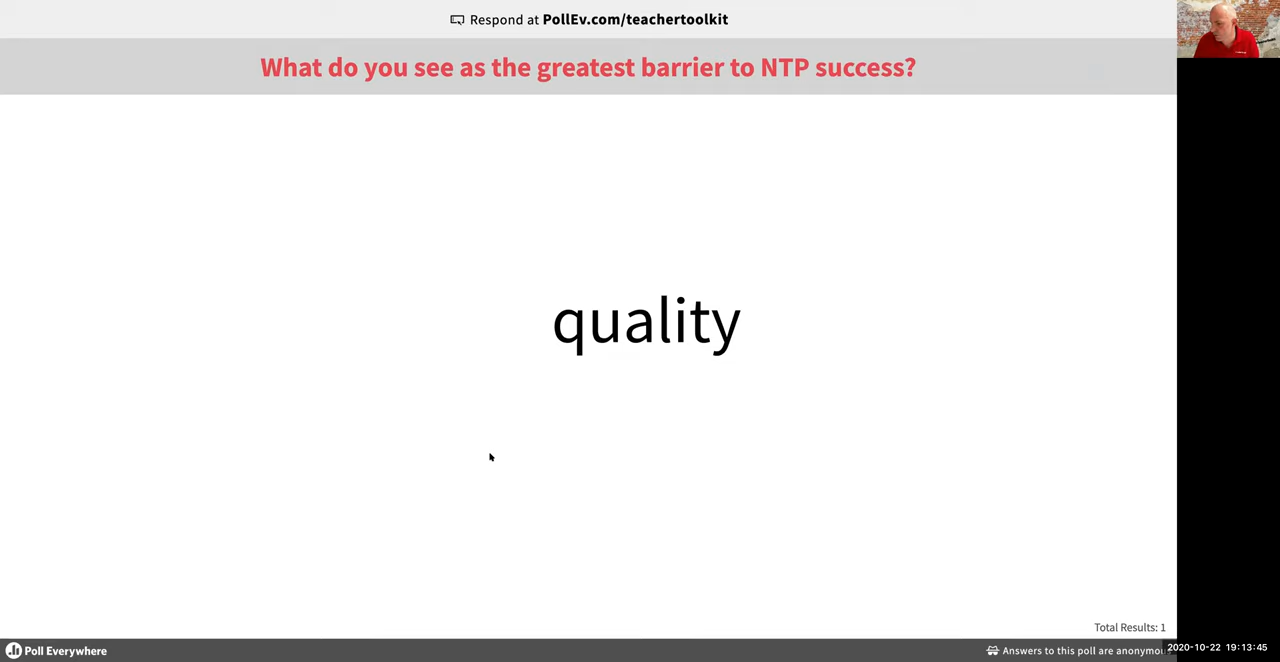 Respond at PollEv.com/teachertoolkit
What do you see as the greatest barrier to NTP success?
quality
Total Results: 1
Poll Everywhere
Answers to this poll are anonymo
2020-10-22 19:13:45